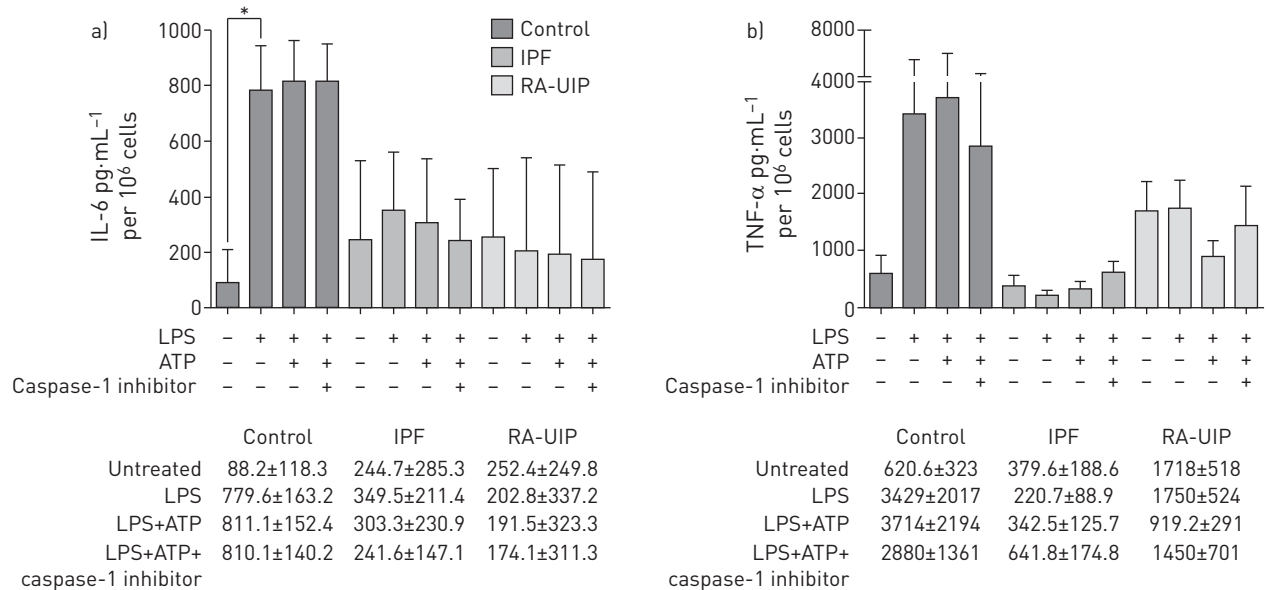 a)
*
IL-6 pg·mL⁻¹
per 10⁶ cells
1000
800
600
400
200
0
Control
IPF
RA-UIP
LPS – + + + – + + + – + + +
ATP – – + + – – + + – – + +
Caspase-1 inhibitor – – – + – – – + – – – +
Control IPF RA-UIP
Untreated 88.2±118.3 244.7±285.3 252.4±249.8
LPS 779.6±163.2 349.5±211.4 202.8±337.2
LPS+ATP 811.1±152.4 303.3±230.9 191.5±323.3
LPS+ATP+ 810.1±140.2 241.6±147.1 174.1±311.3
caspase-1 inhibitor
b)
TNF-α pg·mL⁻¹
per 10⁶ cells
8000
4000
3000
2000
1000
0
LPS – + + + – + + + – + + +
ATP – – + + – – + + – – + +
Caspase-1 inhibitor – – – + – – – + – – – +
Control IPF RA-UIP
Untreated 620.6±323 379.6±188.6 1718±518
LPS 3429±2017 220.7±88.9 1750±524
LPS+ATP 3714±2194 342.5±125.7 919.2±291
LPS+ATP+ 2880±1361 641.8±174.8 1450±701
caspase-1 inhibitor